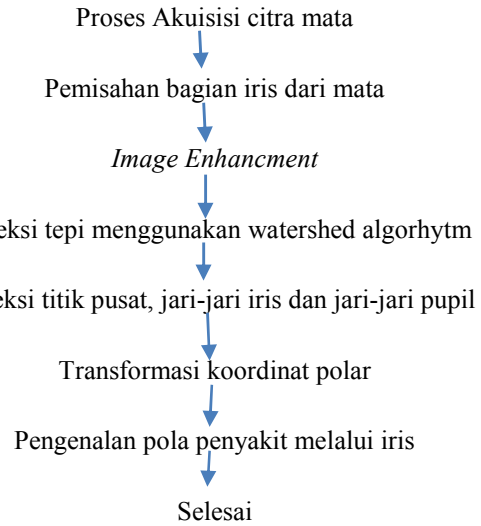 Proses Akuisisi citra mata
Pemisahan bagian iris dari mata
Image Enhancment
eksi tepi menggunakan watershed algorhytm
eksi titik pusat, jari-jari iris dan jari-jari pupil
Transformasi koordinat polar
Pengenalan pola penyakit melalui iris
Selesai